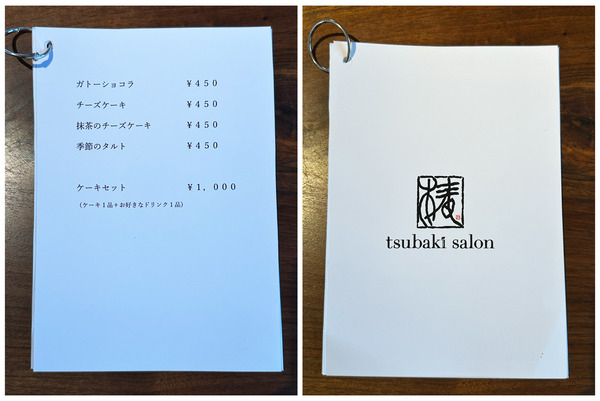 ガトーショコラ ￥４５０
チーズケーキ ￥４５０
抹茶のチーズケーキ ￥４５０
季節のタルト ￥４５０
ケーキセット ￥１，０００
（ケーキ１品＋お好きなドリンク１品）
椿
tsubaki salon